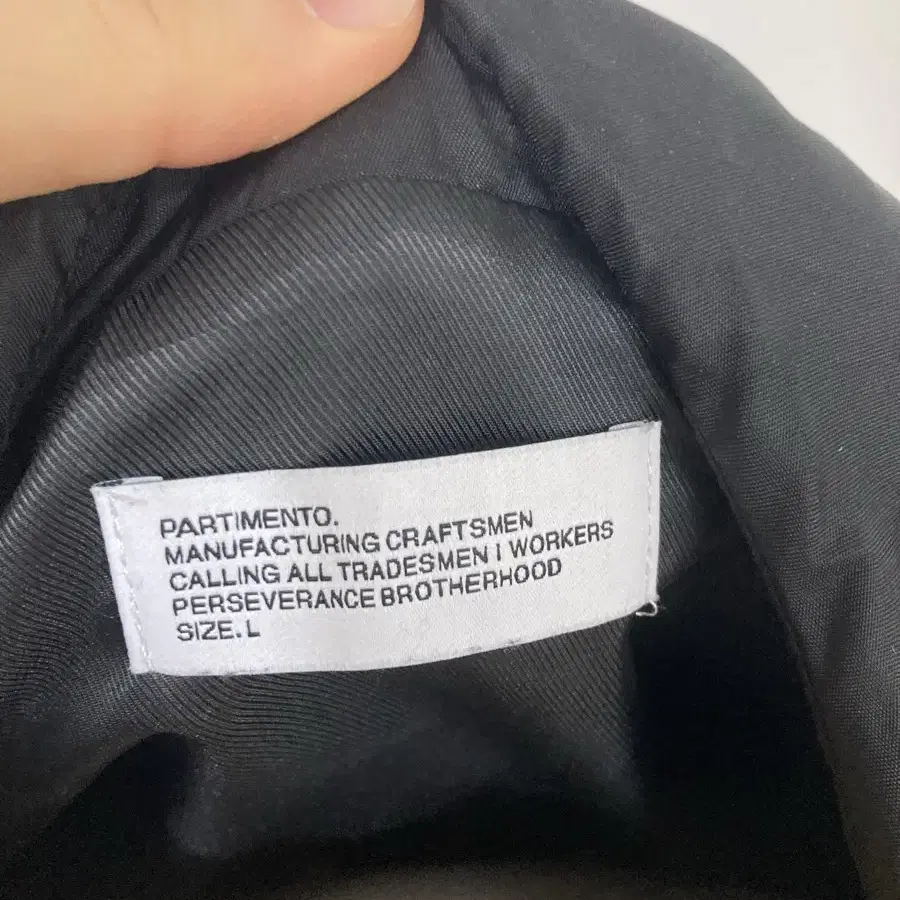 PARTIMENTO.
MANUFACTURING CRAFTSMEN
CALLING ALL TRADESMEN I WORKERS
PERSEVERANCE BROTHERHOOD
SIZE. L